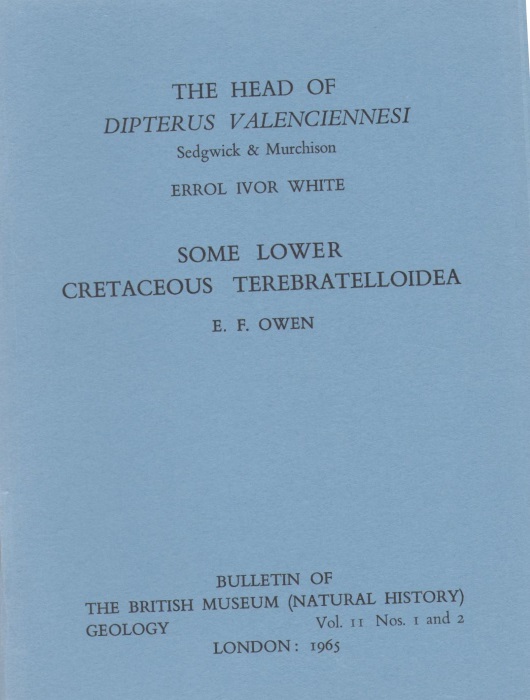 THE HEAD OF
DIPTERUS VALENCIENNESI
Sedgwick & Murchison
ERROL IVOR WHITE
SOME LOWER
CRETACEOUS TEREBRATELLOIDEA
E. F. OWEN
BULLETIN OF
THE BRITISH MUSEUM (NATURAL HISTORY)
GEOLOGY Vol. 11 Nos. 1 and 2
LONDON: 1965